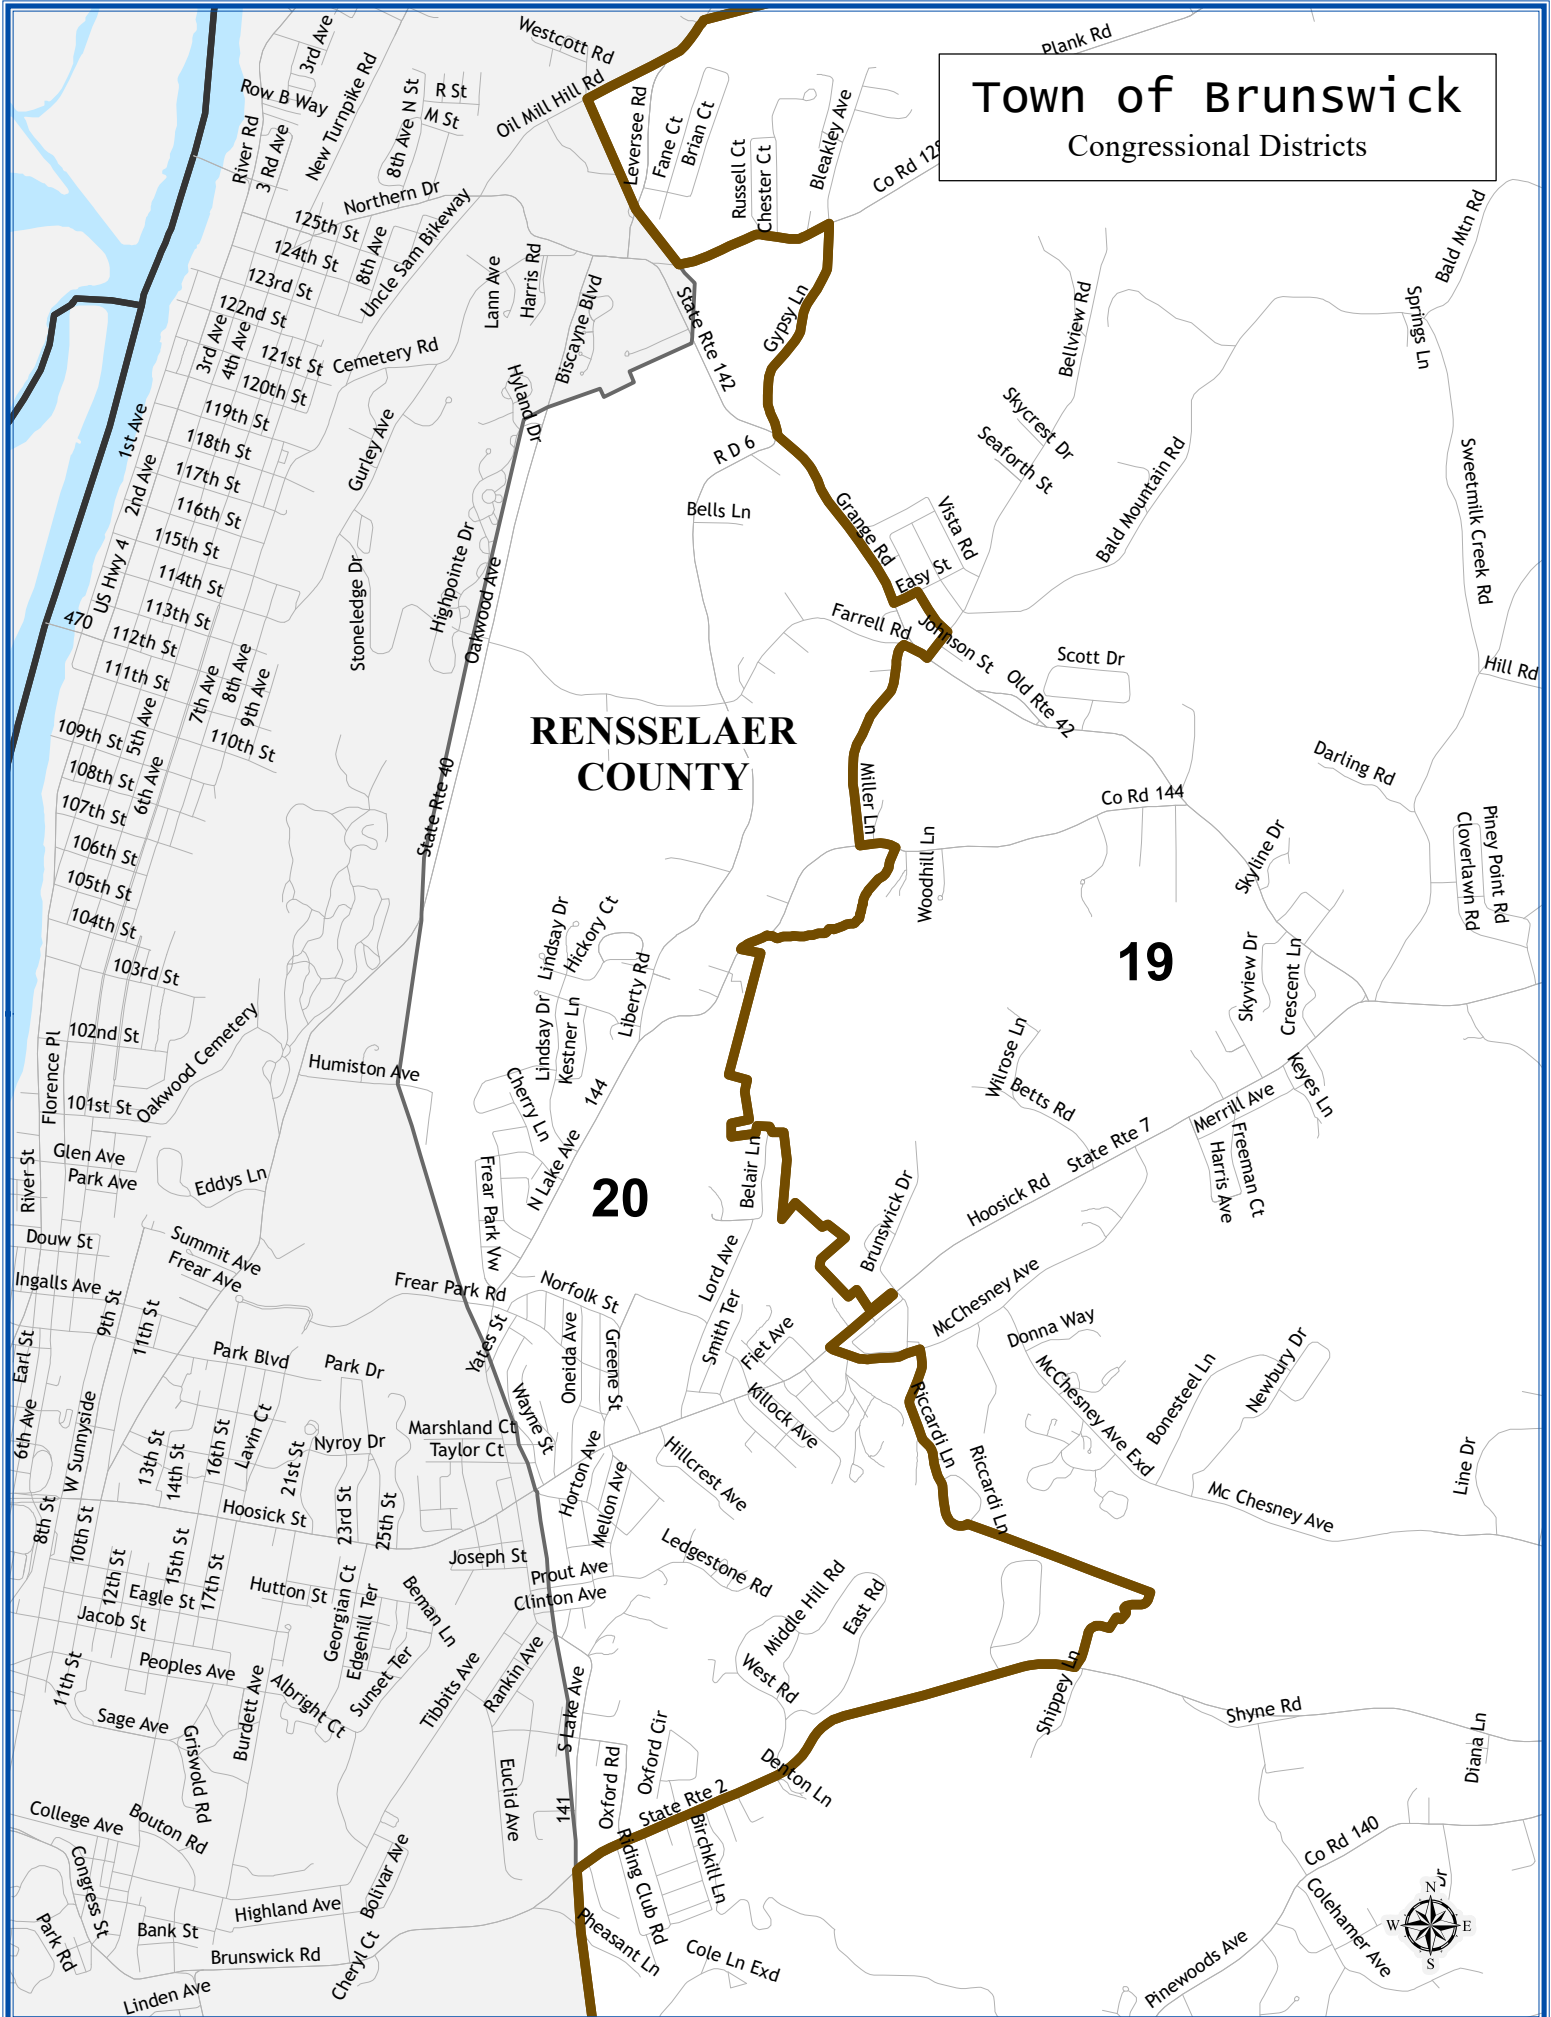 Town of Brunswick
Congressional Districts
Westcott Rd
Plank Rd
3rd Ave
Row B Way
New Turnpike Rd
R St
M St
8th Ave N St
Oil Mill Hill Rd
Leversee Rd
Fane Ct
Brian Ct
Russell Ct
Chester Ct
Bleakley Ave
Co Rd 128
River Rd
3 Rd Ave
Northern Dr
125th St
124th St
8th Ave
Uncle Sam Bikeway
123rd St
122nd St
Lann Ave
Harris Rd
Biscayne Blvd
State Rte 142
Gypsy Ln
Bellview Rd
Bald Mtn Rd
Springs Ln
3rd Ave
4th Ave
121st St
Cemetery Rd
120th St
Hyland Dr
119th St
1st Ave
118th St
Gurley Ave
R D 6
Skycrest Dr
Seaforth St
Bald Mountain Rd
Sweetmilk Creek Rd
2nd Ave
117th St
116th St
Bells Ln
Grange Rd
Vista Rd
115th St
US Hwy 4
114th St
Stoneledge Dr
Highpointe Dr
Oakwood Ave
Easy St
113th St
470
112th St
Farrell Rd
Johnson St
Scott Dr
Old Rte 42
Hill Rd
111th St
7th Ave
8th Ave
9th Ave
5th Ave
109th St
110th St
RENSSELAER
COUNTY
6th Ave
108th St
State Rte 40
Miller Ln
Darling Rd
Co Rd 144
107th St
106th St
Woodhill Ln
Skyline Dr
Cloverlawn Rd
Piney Point Rd
105th St
104th St
Lindsay Dr
Hickory Ct
103rd St
Liberty Rd
19
Skyview Dr
Crescent Ln
Lindsay Dr
Kestner Ln
102nd St
Florence Pl
Oakwood Cemetery
Humiston Ave
Wilrose Ln
Betts Rd
Keyes Ln
101st St
Cherry Ln
144
Merrill Ave
State Rte 7
Harris Ave
Freeman Ct
Glen Ave
Park Ave
River St
Eddys Ln
Frear Park Vw
N Lake Ave
20
Belair Ln
Brunswick Dr
Hoosick Rd
Douw St
Summit Ave
Frear Ave
Ingalls Ave
9th St
11th St
Frear Park Rd
Norfolk St
Lord Ave
Smith Ter
McChesney Ave
Donna Way
Earl St
Park Blvd
Park Dr
Yates St
Oneida Ave
Greene St
Fiet Ave
Killock Ave
Riccardi Ln
McChesney Ave Exd
Bonesteel Ln
Newbury Dr
6th Ave
W Sunnyside
13th St
14th St
16th St
Lavin Ct
21st St
Nyroy Dr
Marshland Ct
Taylor Ct
Wayne St
Horton Ave
Mellon Ave
Hillcrest Ave
Riccardi Ln
Line Dr
Mc Chesney Ave
8th St
10th St
Hoosick St
23rd St
25th St
12th St
15th St
17th St
Eagle St
Jacob St
Hutton St
Georgian Ct
Edgehill Ter
Beman Ln
Joseph St
Prout Ave
Clinton Ave
Ledgestone Rd
Middle Hill Rd
East Rd
West Rd
11th St
Peoples Ave
Burdett Ave
Albright Ct
Sunset Ter
Tibbits Ave
Rankin Ave
S Lake Ave
Shippey Ln
Shyne Rd
Sage Ave
Griswold Rd
Euclid Ave
141
Oxford Rd
Oxford Cir
State Rte 2
Denton Ln
Diana Ln
College Ave
Bouton Rd
Congress St
Bolivar Ave
Riding Club Rd
Birchkill Ln
Co Rd 140
Colehamer Ave
Dr
Highland Ave
Bank St
Park Rd
Brunswick Rd
Cheryl Ct
Linden Ave
Pheasant Ln
Cole Ln Exd
Pinewoods Ave
N
W
E
S